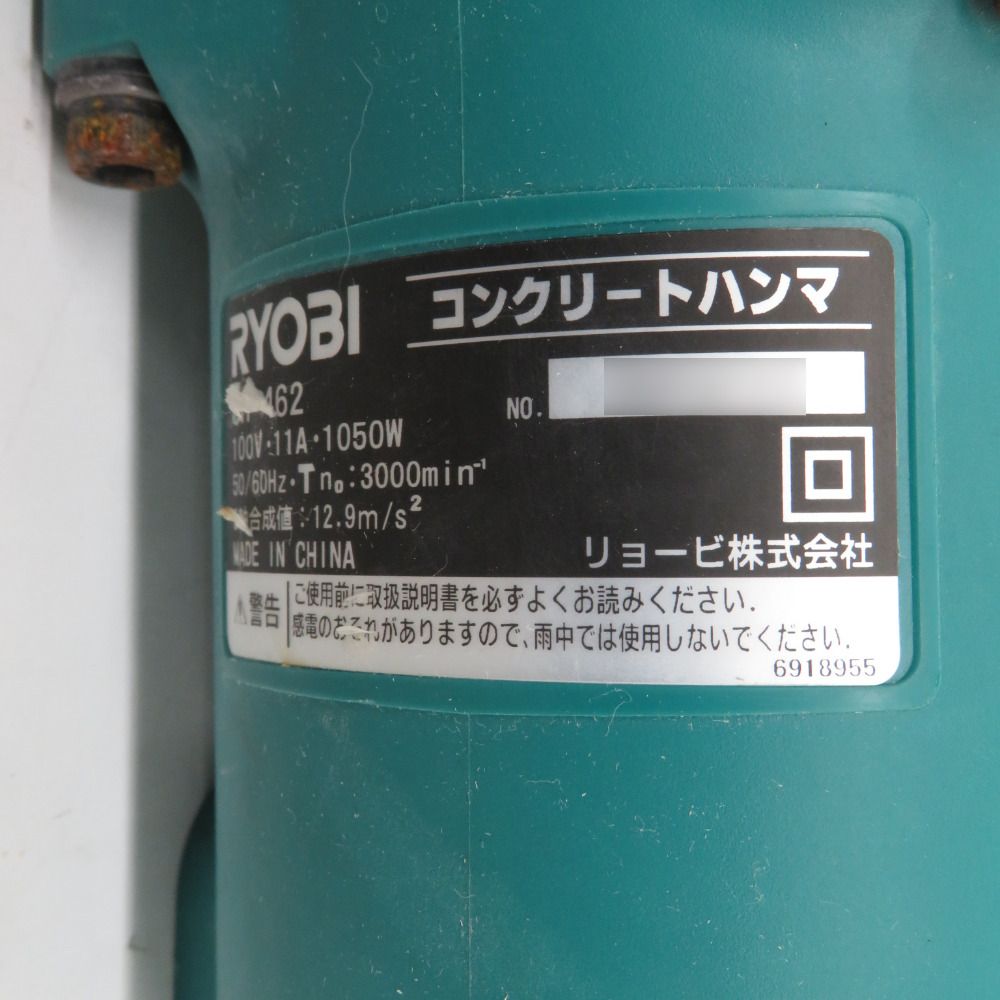 RYOBI
コンクリートハンマ
462
NO.
100V・11A・1050W
50/60Hz・T n₀:3000min⁻¹
合成値:12.9m/s²
MADE IN CHINA
リョービ株式会社
警告
ご使用前に取扱説明書を必ずよくお読みください.
感電のおそれがありますので、雨中では使用しないでください.
6918955